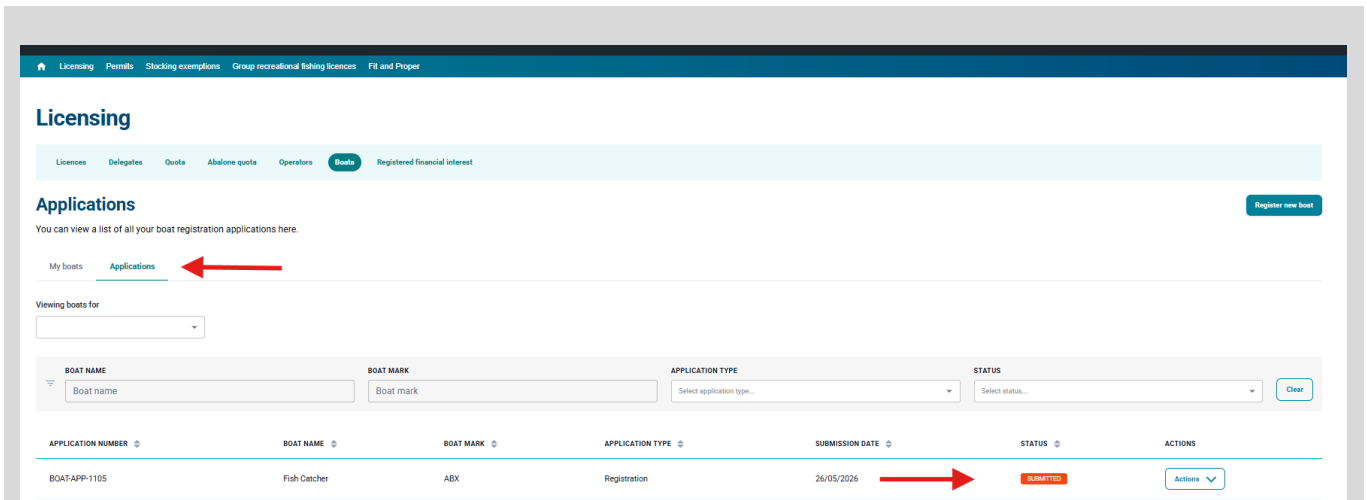 Licensing Permits Stocking exemptions Group recreational fishing licences Fit and Proper
Licensing
Licences Delegates Quota Abalone quota Operators Boats Registered financial interest
Applications
Register new boat
You can view a list of all your boat registration applications here.
My boats Applications
Viewing boats for
BOAT NAME BOAT MARK APPLICATION TYPE STATUS
Boat name Boat mark Select application type... Select status... Clear
APPLICATION NUMBER BOAT NAME BOAT MARK APPLICATION TYPE SUBMISSION DATE STATUS ACTIONS
BOAT-APP-1105 Fish Catcher ABX Registration 26/05/2026 SUBMITTED Actions